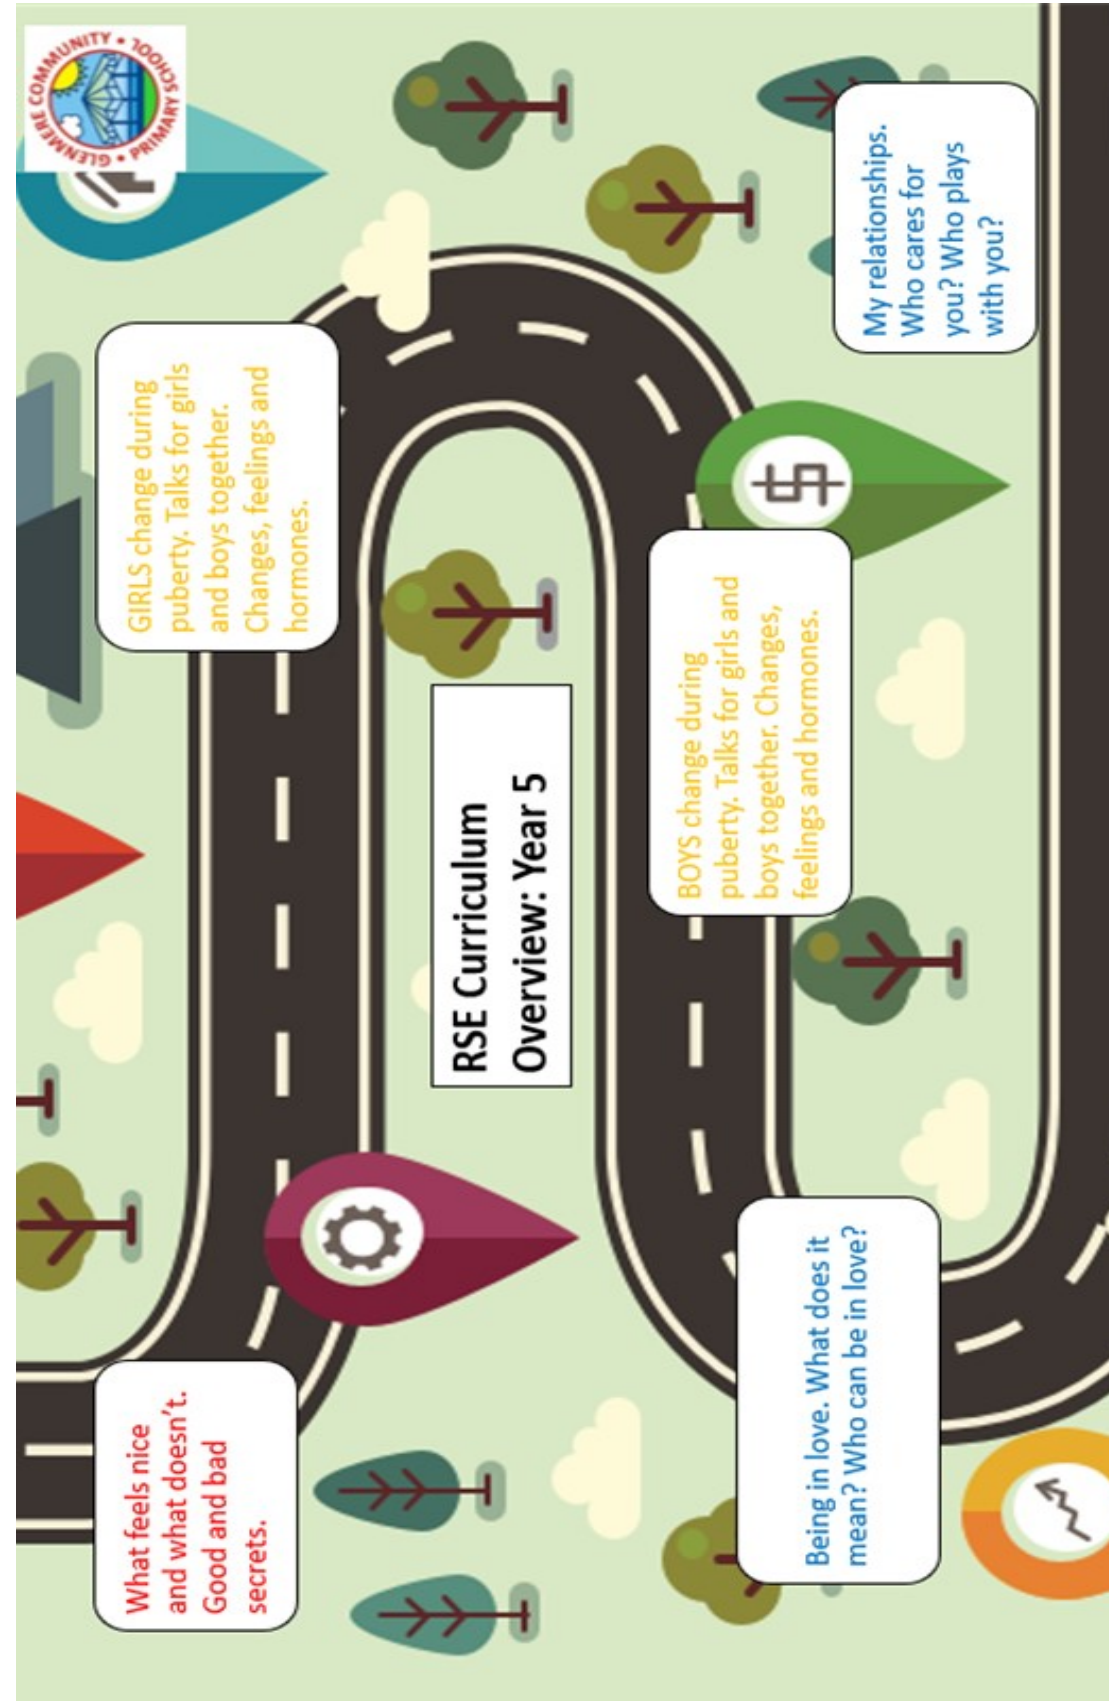 GLENMERE COMMUNITY • PRIMARY SCHOOL •
GIRLS change during
puberty. Talks for girls
and boys together.
Changes, feelings and
hormones.
What feels nice
and what doesn't.
Good and bad
secrets.
RSE Curriculum
Overview: Year 5
BOYS change during
puberty. Talks for girls and
boys together. Changes,
feelings and hormones.
Being in love. What does it
mean? Who can be in love?
My relationships.
Who cares for
you? Who plays
with you?